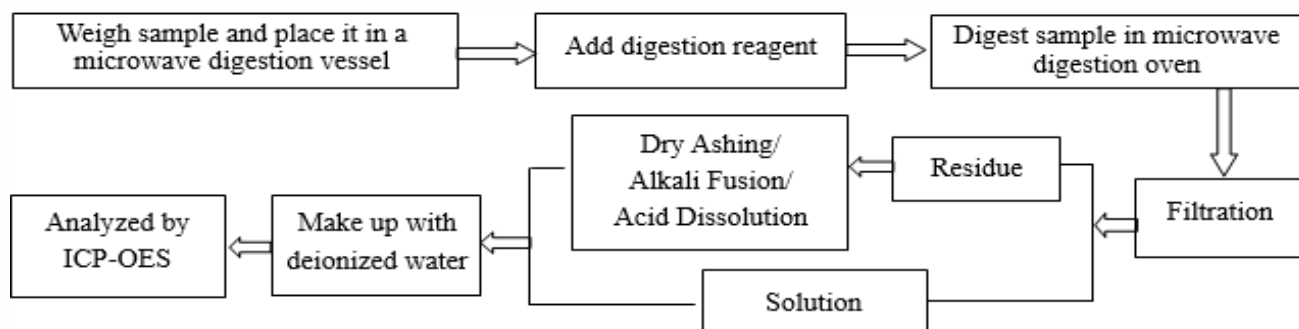 Weigh sample and place it in a
microwave digestion vessel
Add digestion reagent
Digest sample in microwave
digestion oven
Filtration
Residue
Dry Ashing/
Alkali Fusion/
Acid Dissolution
Solution
Make up with
deionized water
Analyzed by
ICP-OES